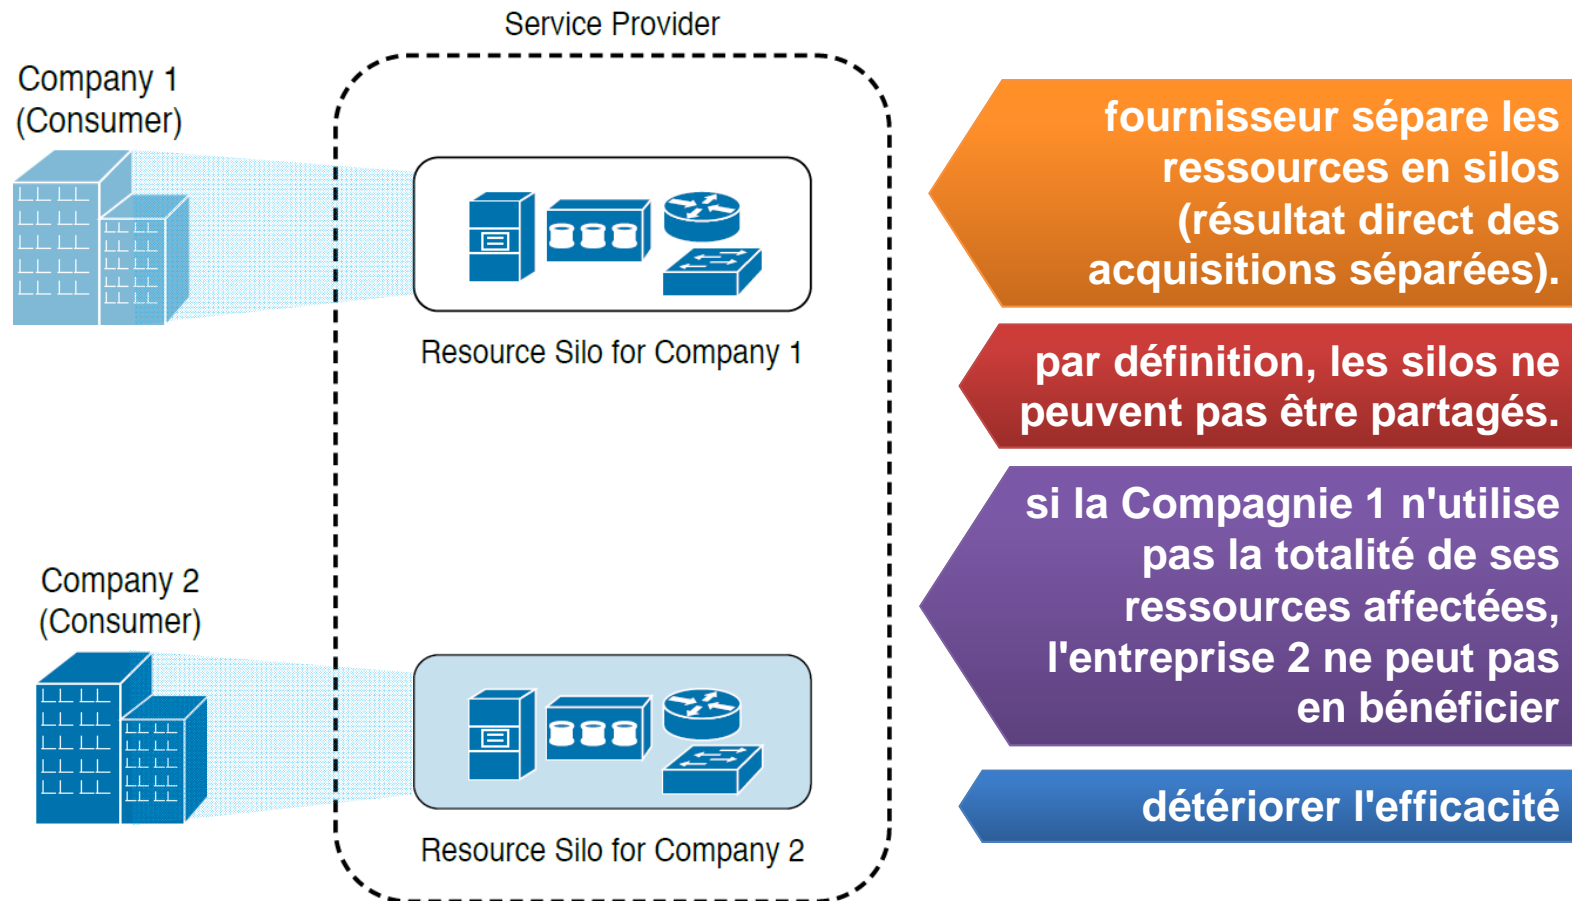 Service Provider
Company 1
(Consumer)
Resource Silo for Company 1
Company 2
(Consumer)
Resource Silo for Company 2
fournisseur sépare les
ressources en silos
(résultat direct des
acquisitions séparées).
par définition, les silos ne
peuvent pas être partagés.
si la Compagnie 1 n'utilise
pas la totalité de ses
ressources affectées,
l'entreprise 2 ne peut pas
en bénéficier
détériorer l'efficacité